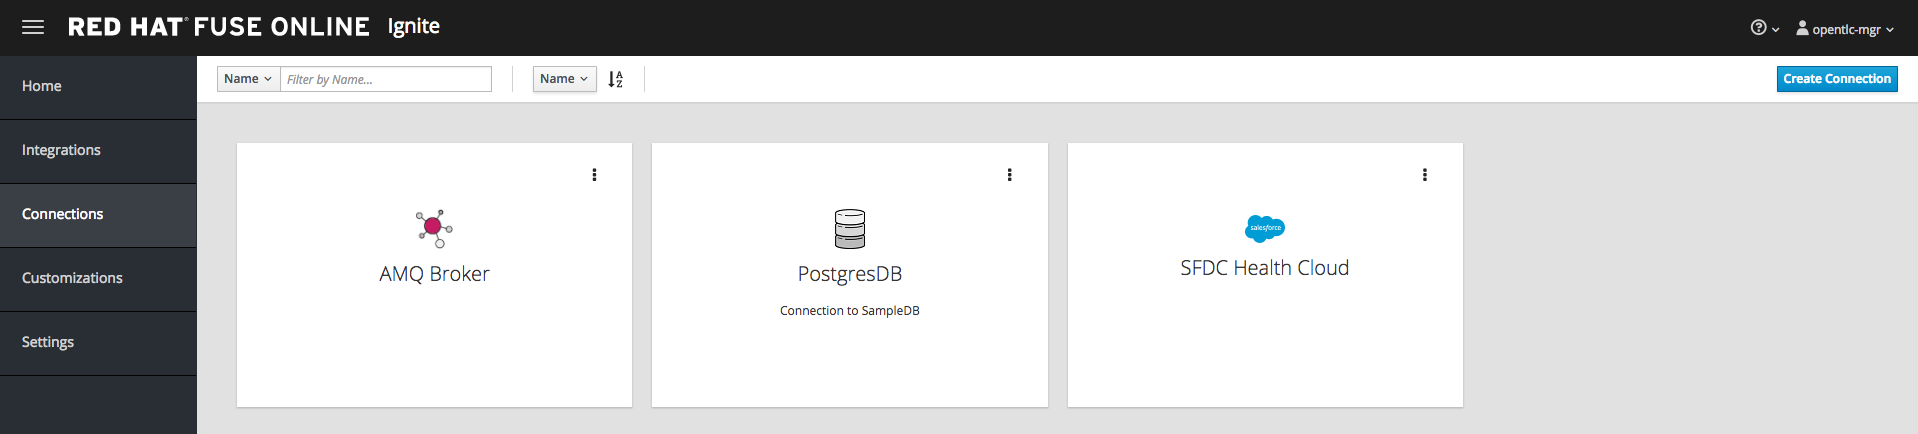 RED HAT® FUSE ONLINE Ignite
opentlc-mgr
Home
Integrations
Connections
Customizations
Settings
Name
Filter by Name...
Name
A
Z
Create Connection
AMQ Broker
PostgresDB
Connection to SampleDB
salesforce
SFDC Health Cloud